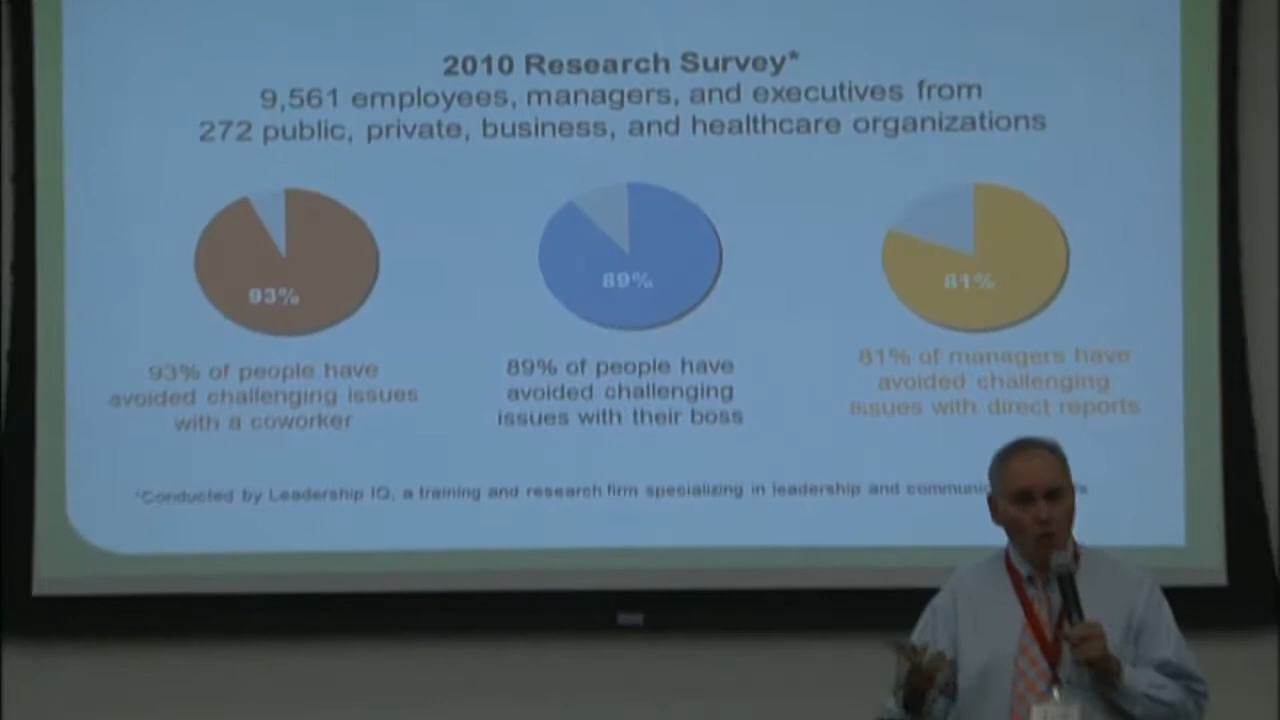 2010 Research Survey*
9,561 employees, managers, and executives from
272 public, private, business, and healthcare organizations
93%
89%
81%
93% of people have
avoided challenging issues
with a coworker
89% of people have
avoided challenging
issues with their boss
81% of managers have
avoided challenging
issues with direct reports
*Conducted by Leadership IQ, a training and research firm specializing in leadership and